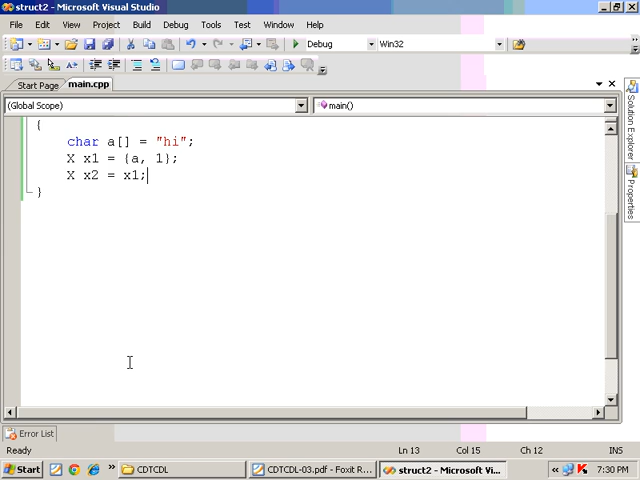 struct2 - Microsoft Visual Studio
File Edit View Project Build Debug Tools Test Window Help
Debug Win32
Start Page main.cpp
(Global Scope) main()
{
char a[] = "hi";
X x1 = {a, 1};
X x2 = x1;
}
Solution Explorer
Properties
Error List
Ready Ln 13 Col 15 Ch 12 INS
Start CDTCDL CDTCDL-03.pdf - Foxit R... struct2 - Microsoft Vi... 7:30 PM